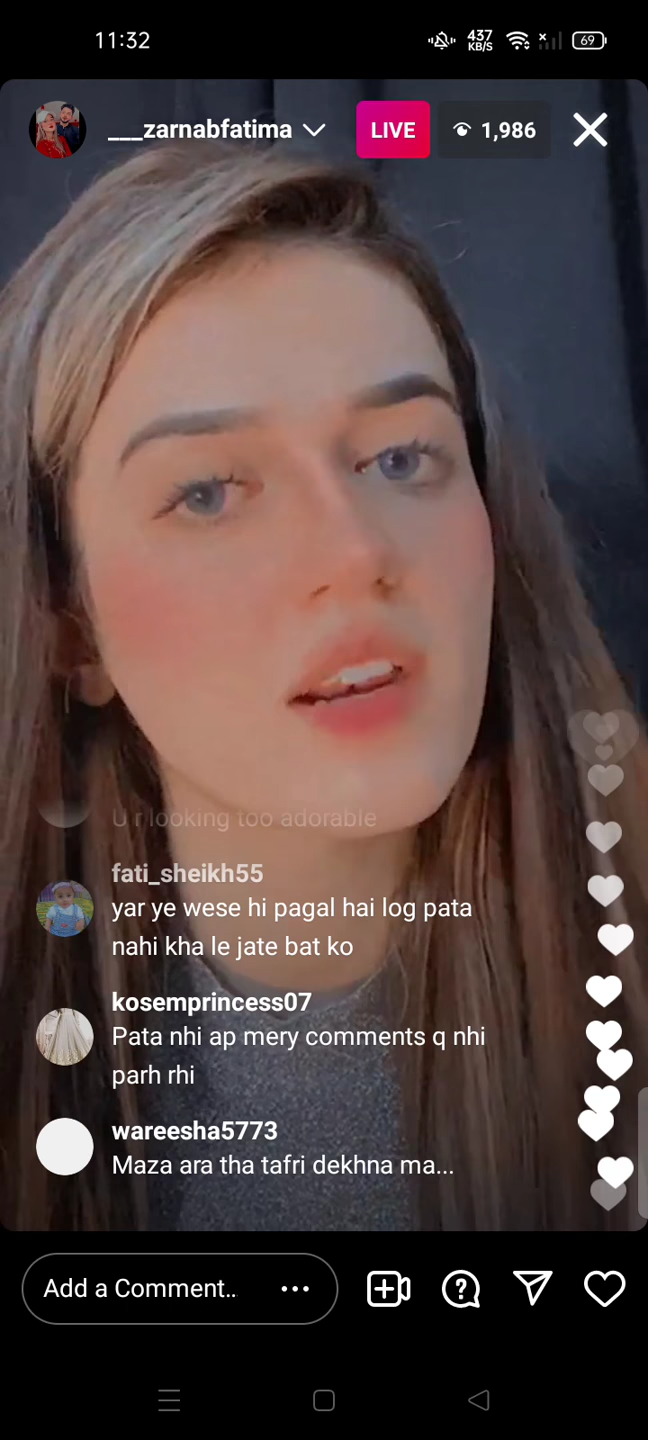 11:32
437
KB/S
69
___zarnabfatima
LIVE
1,986
U r looking too adorable
fati_sheikh55
yar ye wese hi pagal hai log pata
nahi kha le jate bat ko
kosemprincess07
Pata nhi ap mery comments q nhi
parh rhi
wareesha5773
Maza ara tha tafri dekhna ma...
Add a Comment..